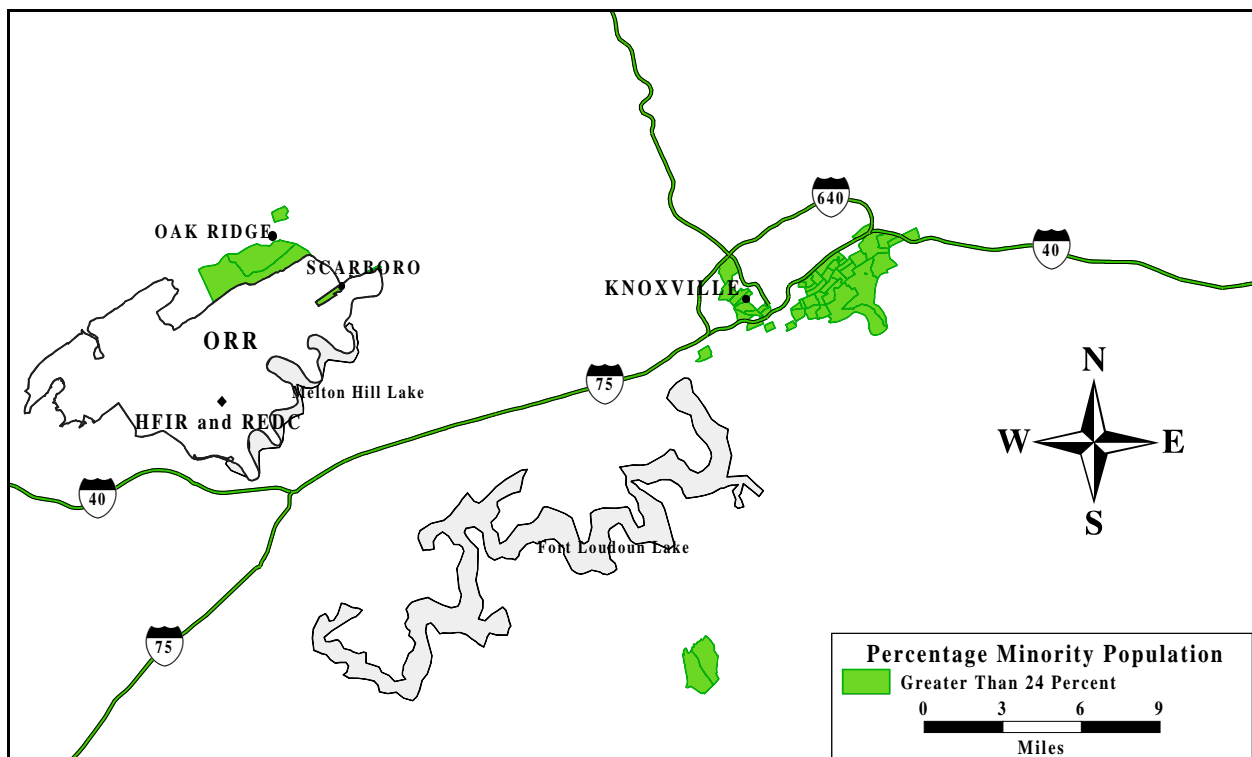 640
OAK RIDGE
40
SCARBORO
KNOXVILLE
ORR
N
75
Melton Hill Lake
HFIR and REDC
W
E
40
S
Fort Loudoun Lake
75
Percentage Minority Population
Greater Than 24 Percent
0 3 6 9
Miles